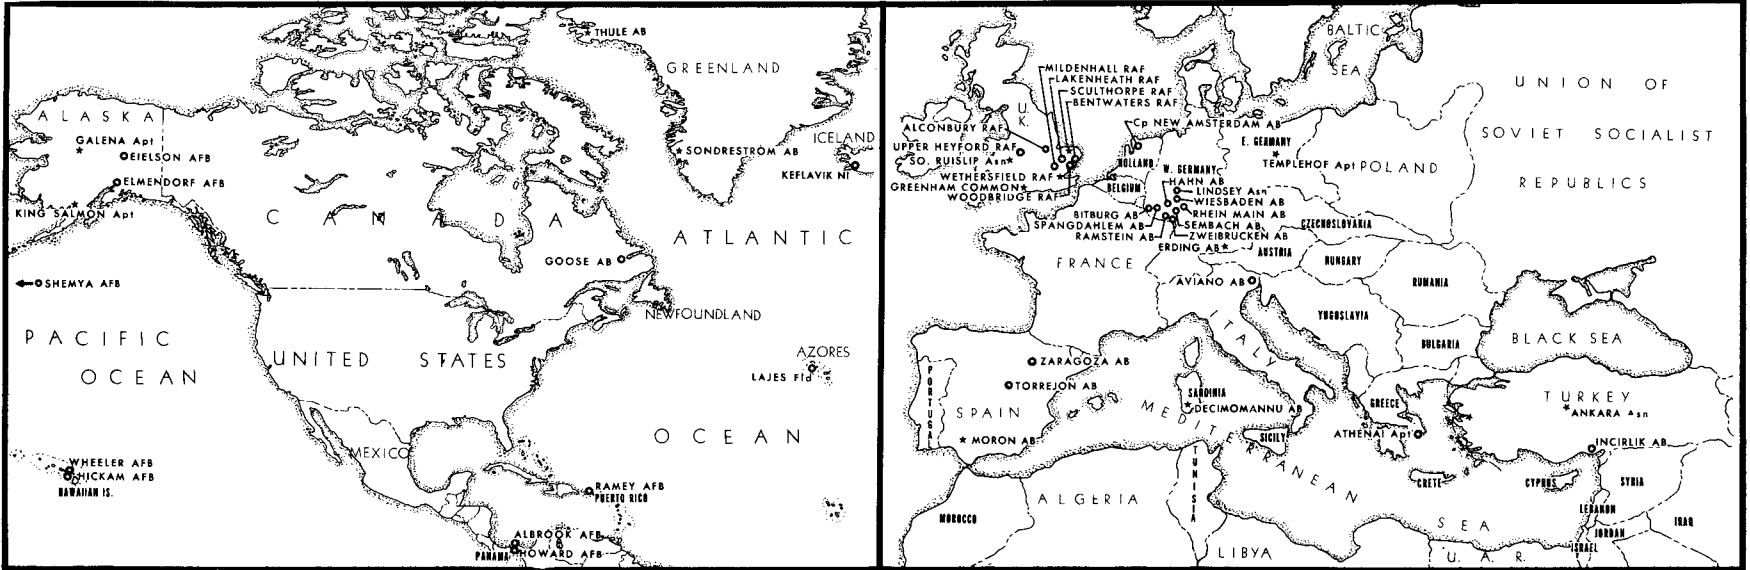 THULE AB
GREENLAND
ALASKA
GALENA Apt
EIELSON AFB
ELMENDORF AFB
KING SALMON Apt
SONDRESTROM AB
ICELAND
KEFLAVIK NI
CANADA
ATLANTIC
GOOSE AB
SHEMYA AFB
NEWFOUNDLAND
PACIFIC
OCEAN
UNITED STATES
AZORES
LAJES Fld
OCEAN
MEXICO
WHEELER AFB
HICKAM AFB
HAWAIIAN IS.
RAMEY AFB
PUERTO RICO
ALBROOK AFB
PANAMA
HOWARD AFB
BALTIC
SEA
MILDENHALL RAF
LAKENHEATH RAF
SCULTHORPE RAF
BENTWATERS RAF
U.
K.
UNION OF
SOVIET SOCIALIST
REPUBLICS
ALCONBURY RAF
Cp NEW AMSTERDAM AB
UPPER HEYFORD RAF
E. GERMANY
SO. RUISLIP Asn
HOLLAND
TEMPLEHOF Apt
POLAND
WETHERSFIELD RAF
W. GERMANY
GREENHAM COMMON
BELGIUM
HAHN AB
WOODBRIDGE RAF
LINDSEY Asn
WIESBADEN AB
BITBURG AB
RHEIN MAIN AB
SPANGDAHLEM AB
SEMBACH AB
CZECHOSLOVAKIA
RAMSTEIN AB
ZWEIBRUCKEN AB
ERDING AB
AUSTRIA
FRANCE
HUNGARY
AVIANO AB
RUMANIA
ITALY
YUGOSLAVIA
BULGARIA
BLACK SEA
ZARAGOZA AB
PORTUGAL
TORREJON AB
SARDINIA
SPAIN
DECIMOMANNU AB
GREECE
TURKEY
ANKARA Asn
MEDITERRANEAN
MORON AB
SICILY
ATHENAI Apt
INCIRLIK AB
TUNISIA
CRETE
CYPRUS
SYRIA
ALGERIA
MOROCCO
LEBANON
IRAQ
SEA
JORDAN
ISRAEL
LIBYA
U. A. R.